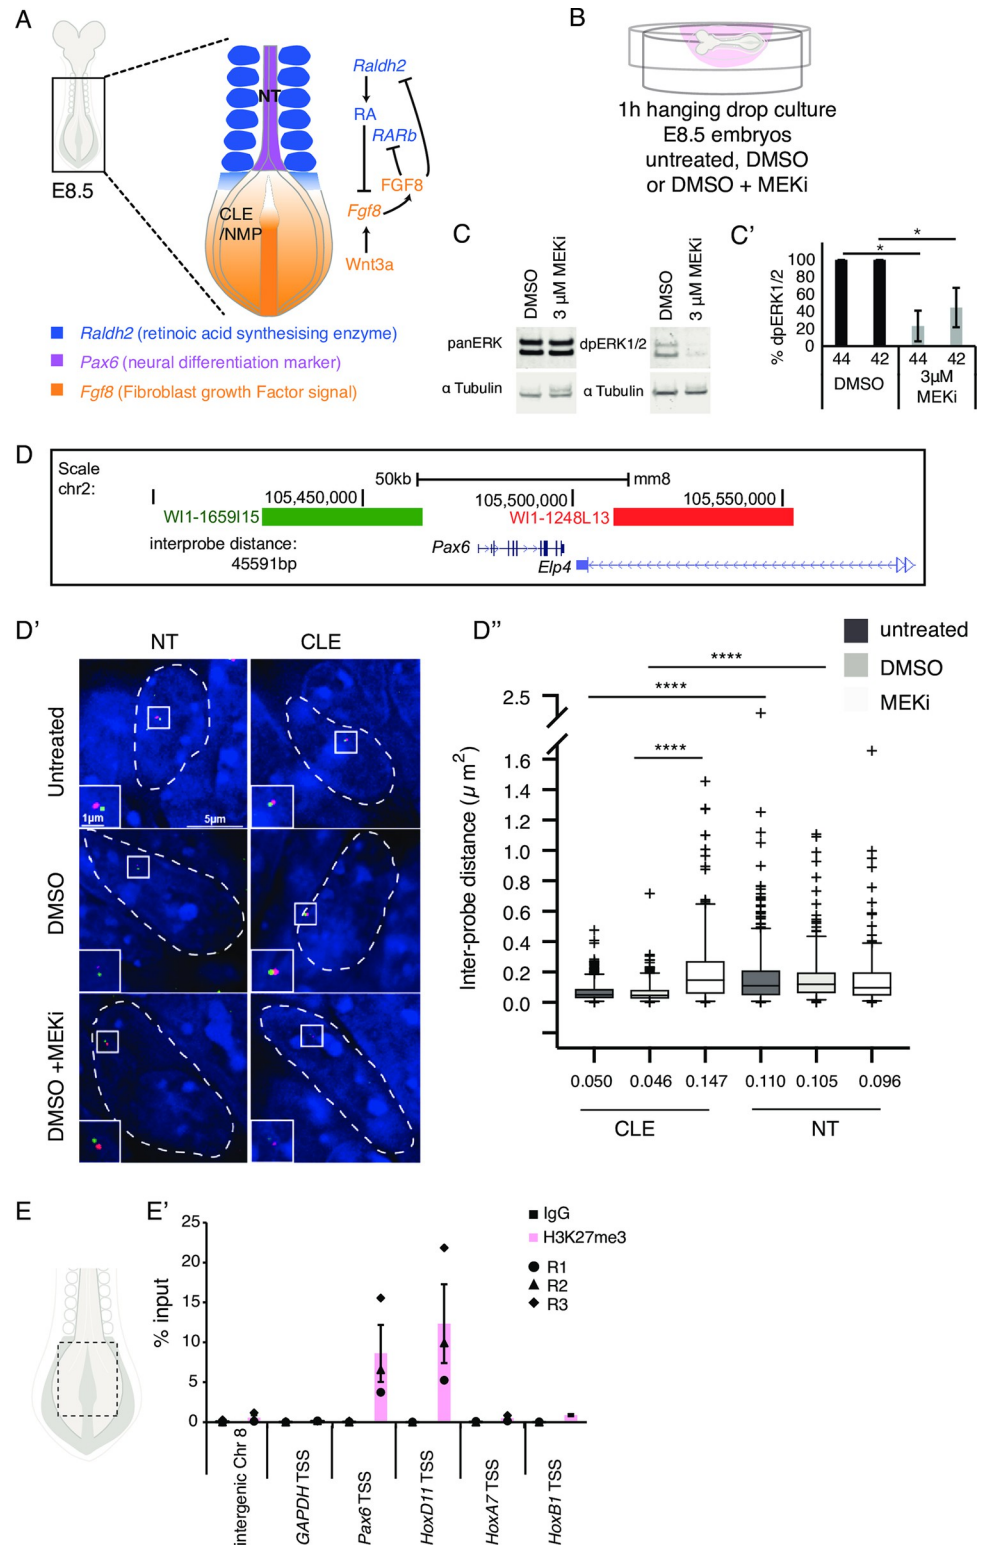 A
E8.5
NT
CLE
/NMP
Raldh2
RA
RARb
FGF8
Fgf8
Wnt3a
Raldh2 (retinoic acid synthesising enzyme)
Pax6 (neural differentiation marker)
Fgf8 (Fibroblast growth Factor signal)
B
1h hanging drop culture
E8.5 embryos
untreated, DMSO
or DMSO + MEKi
C
DMSO
3 μM MEKi
DMSO
3 μM MEKi
panERK
dpERK1/2
α Tubulin
α Tubulin
C'
% dpERK1/2
100
80
60
40
20
0
*
*
44 42 44 42
DMSO
3μM
MEKi
D
Scale
chr2:
50kb
mm8
105,450,000
105,500,000
105,550,000
WI1-1659I15
WI1-1248L13
interprobe distance:
45591bp
Pax6
Elp4
D'
NT
CLE
Untreated
DMSO
DMSO +MEKi
1μm
5μm
D''
untreated
DMSO
MEKi
****
****
****
Inter-probe distance (μm²)
2.5
1.6
1.4
1.2
1.0
0.8
0.6
0.4
0.2
0.0
0.050 0.046 0.147 0.110 0.105 0.096
CLE
NT
E
E'
% input
25
20
15
10
5
0
IgG
H3K27me3
R1
R2
R3
intergenic Chr 8
GAPDH TSS
Pax6 TSS
HoxD11 TSS
HoxA7 TSS
HoxB1 TSS